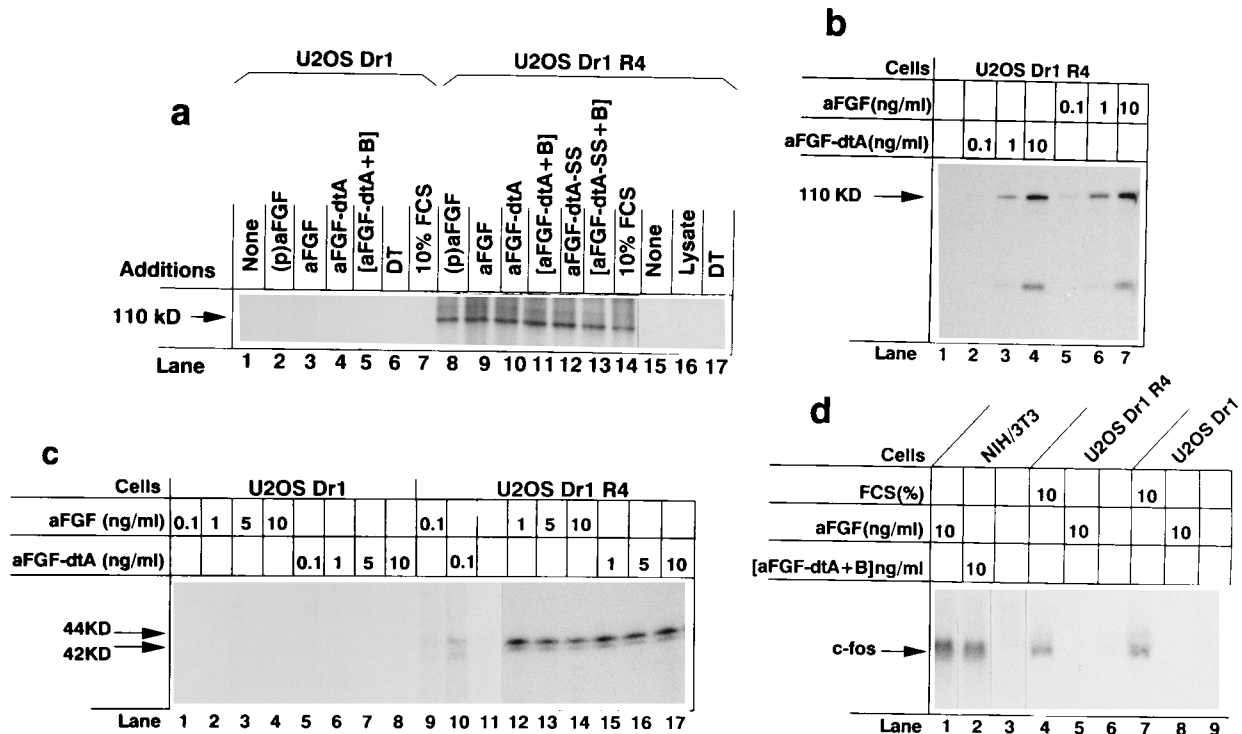 a
U2OS Dr1
U2OS Dr1 R4
Additions
None
(p)aFGF
aFGF
aFGF-dtA
[aFGF-dtA+B]
DT
10% FCS
(p)aFGF
aFGF
aFGF-dtA
[aFGF-dtA+B]
aFGF-dtA-SS
[aFGF-dtA-SS+B]
10% FCS
None
Lysate
DT
110 kD
Lane
1 2 3 4 5 6 7 8 9 10 11 12 13 14 15 16 17
b
Cells U2OS Dr1 R4
aFGF(ng/ml) 0.1 1 10
aFGF-dtA(ng/ml) 0.1 1 10
110 KD
Lane 1 2 3 4 5 6 7
c
Cells U2OS Dr1 U2OS Dr1 R4
aFGF (ng/ml) 0.1 1 5 10 0.1 1 5 10
aFGF-dtA (ng/ml) 0.1 1 5 10 0.1 1 5 10
44KD
42KD
Lane 1 2 3 4 5 6 7 8 9 10 11 12 13 14 15 16 17
d
Cells NIH/3T3 U2OS Dr1 R4 U2OS Dr1
FCS(%) 10 10
aFGF(ng/ml) 10 10 10
[aFGF-dtA+B]ng/ml 10
c-fos
Lane 1 2 3 4 5 6 7 8 9